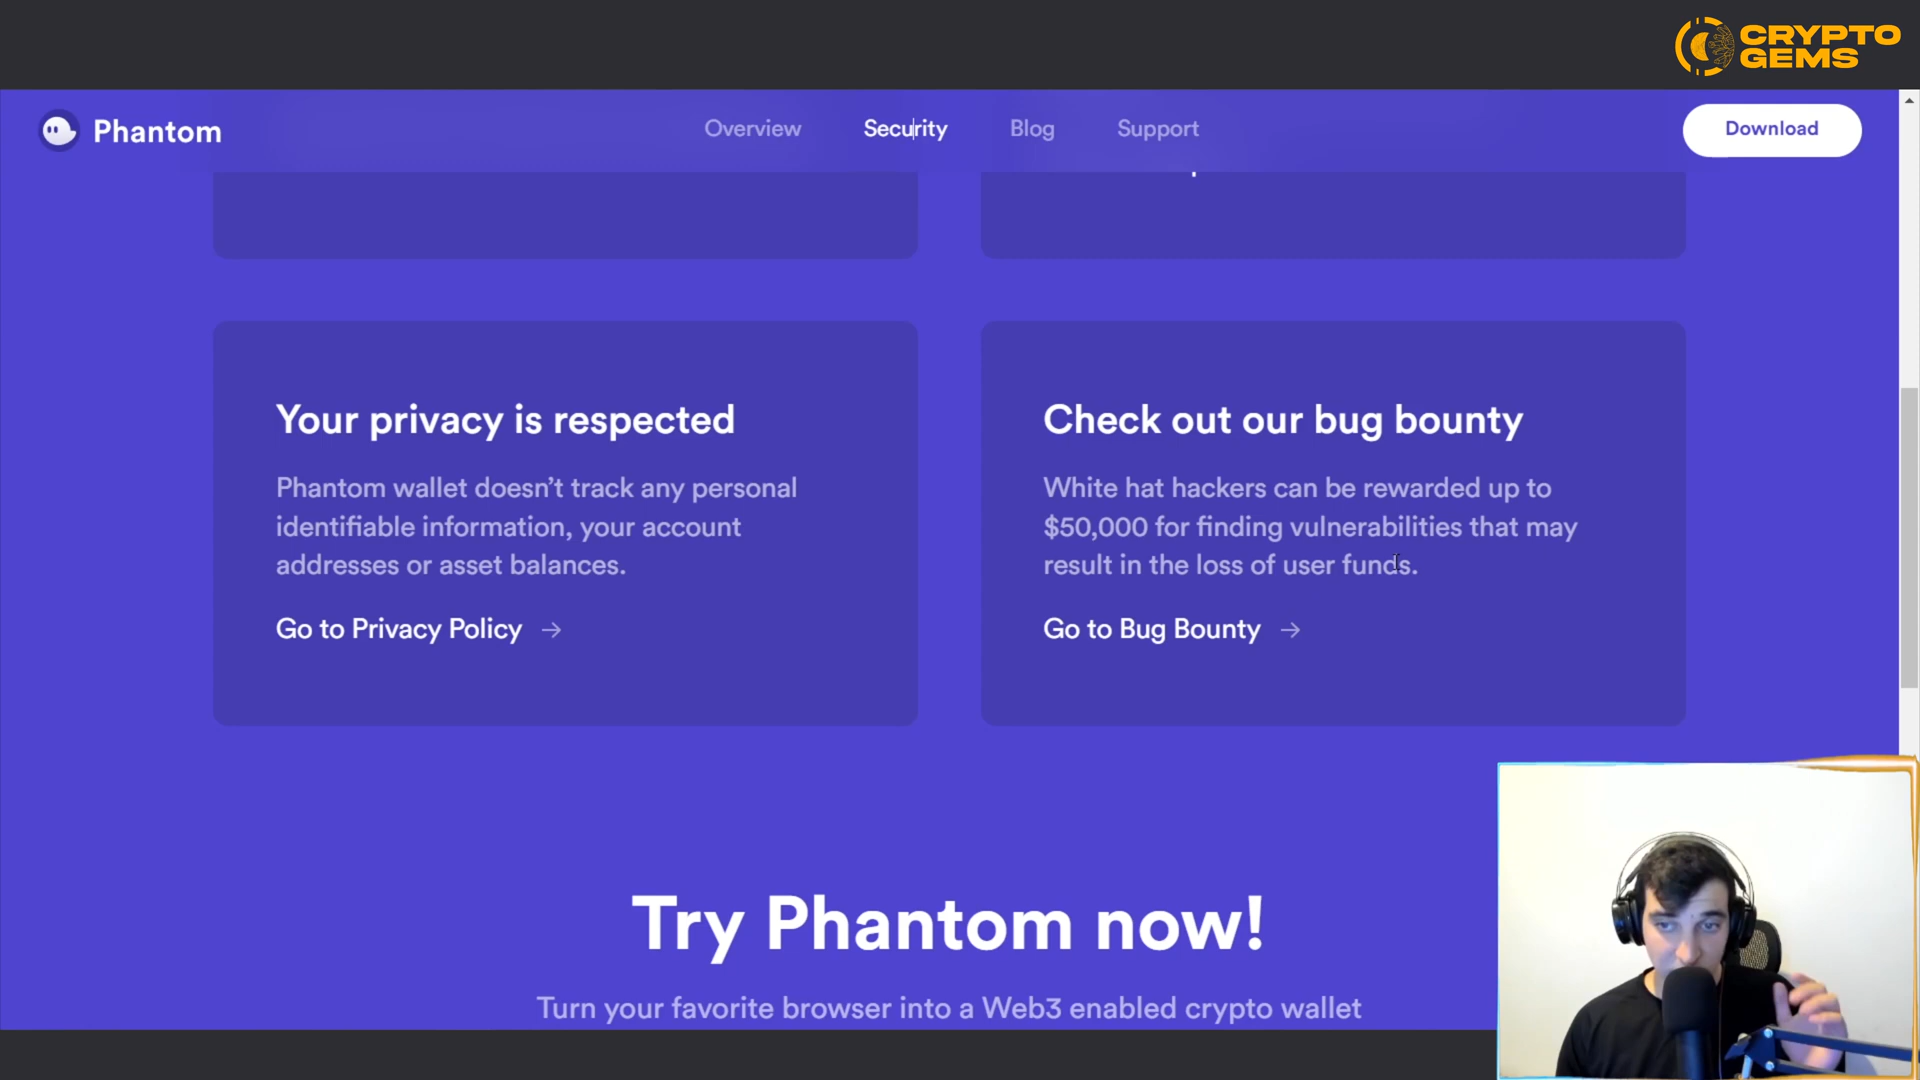 CRYPTO
GEMS
Phantom
Overview
Security
Blog
Support
Download
Your privacy is respected
Phantom wallet doesn’t track any personal
identifiable information, your account
addresses or asset balances.
Go to Privacy Policy →
Check out our bug bounty
White hat hackers can be rewarded up to
$50,000 for finding vulnerabilities that may
result in the loss of user funds.
Go to Bug Bounty →
Try Phantom now!
Turn your favorite browser into a Web3 enabled crypto wallet